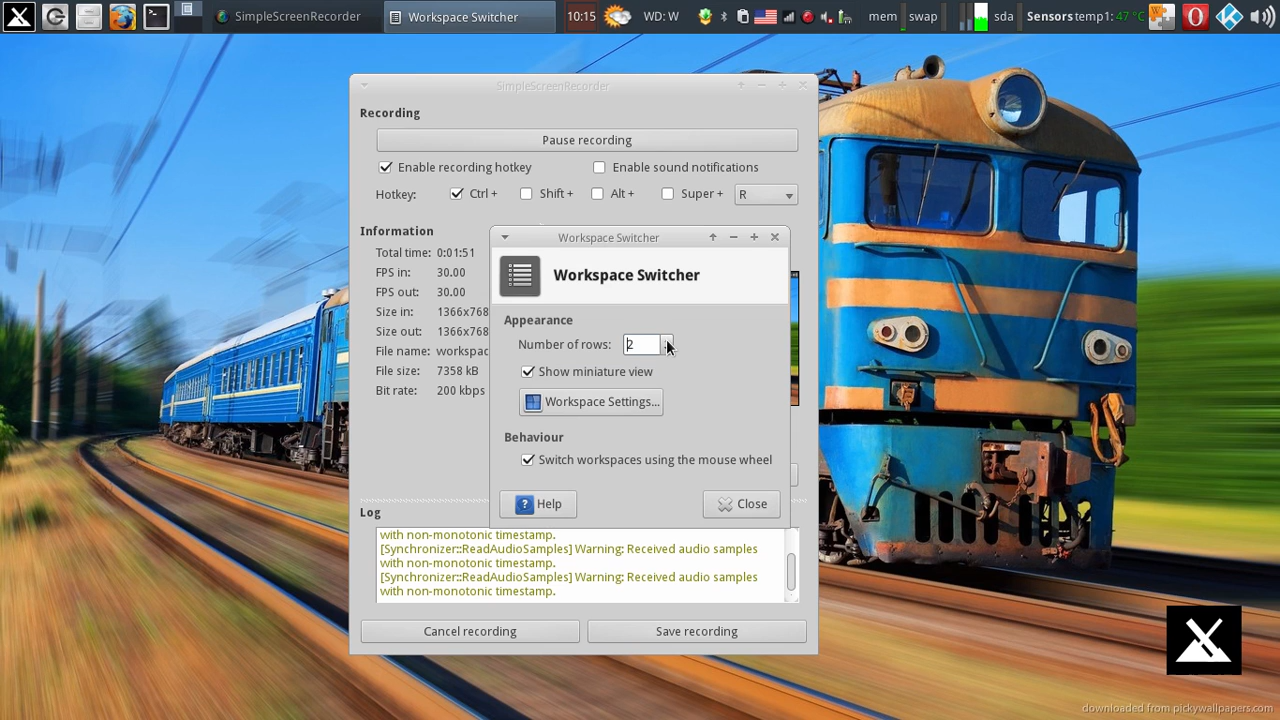 SimpleScreenRecorder
Workspace Switcher
10:15
WD: W
mem
swap
sda
Sensors temp1: 47 °C
SimpleScreenRecorder
Recording
Pause recording
Enable recording hotkey
Enable sound notifications
Hotkey:
Ctrl +
Shift +
Alt +
Super +
R
Information
Total time: 0:01:51
FPS in: 30.00
FPS out: 30.00
Size in: 1366x768
Size out: 1366x768
File name: workspac
File size: 7358 kB
Bit rate: 200 kbps
Workspace Switcher
Workspace Switcher
Appearance
Number of rows: 2
Show miniature view
Workspace Settings...
Behaviour
Switch workspaces using the mouse wheel
Help
Close
Log
with non-monotonic timestamp.
[Synchronizer::ReadAudioSamples] Warning: Received audio samples
with non-monotonic timestamp.
[Synchronizer::ReadAudioSamples] Warning: Received audio samples
with non-monotonic timestamp.
Cancel recording
Save recording
downloaded from pickywallpapers.com